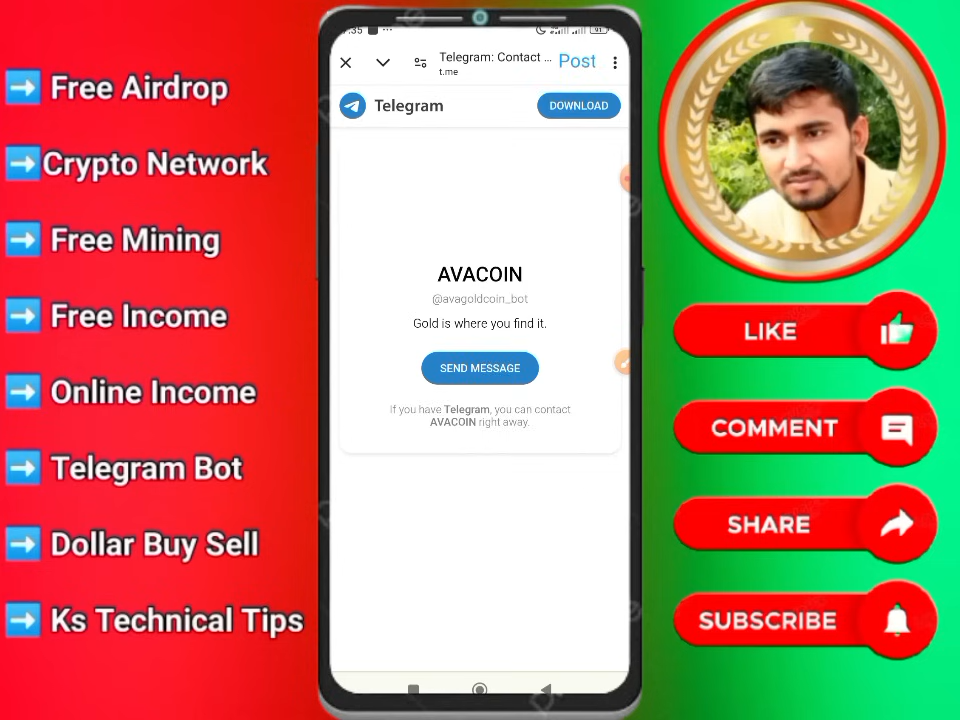 Free Airdrop
Crypto Network
Free Mining
Free Income
Online Income
Telegram Bot
Dollar Buy Sell
Ks Technical Tips
Telegram: Contact ...
t.me
Post
Telegram
DOWNLOAD
AVACOIN
@avagoldcoin_bot
Gold is where you find it.
SEND MESSAGE
If you have Telegram, you can contact
AVACOIN right away.
LIKE
COMMENT
SHARE
SUBSCRIBE